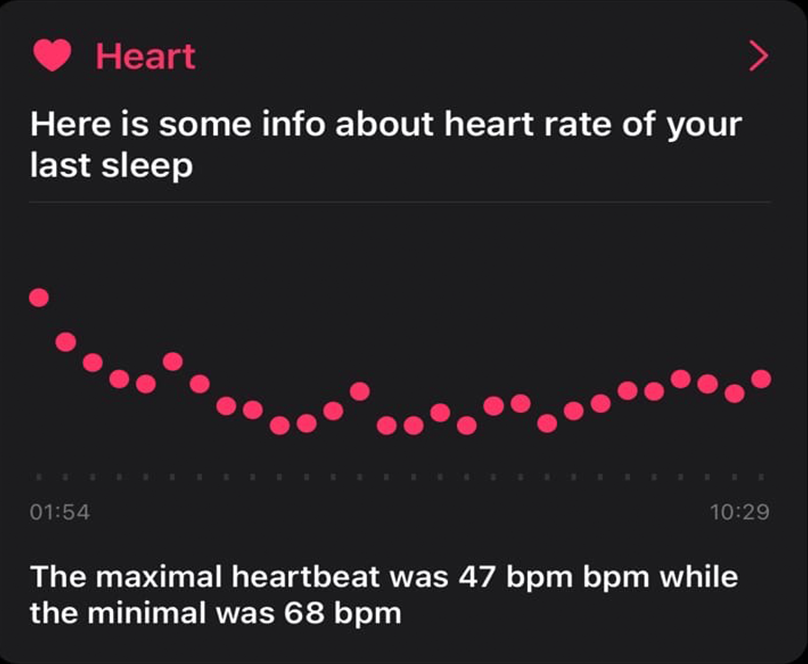 Heart
Here is some info about heart rate of your
last sleep
01:54 10:29
The maximal heartbeat was 47 bpm bpm while
the minimal was 68 bpm